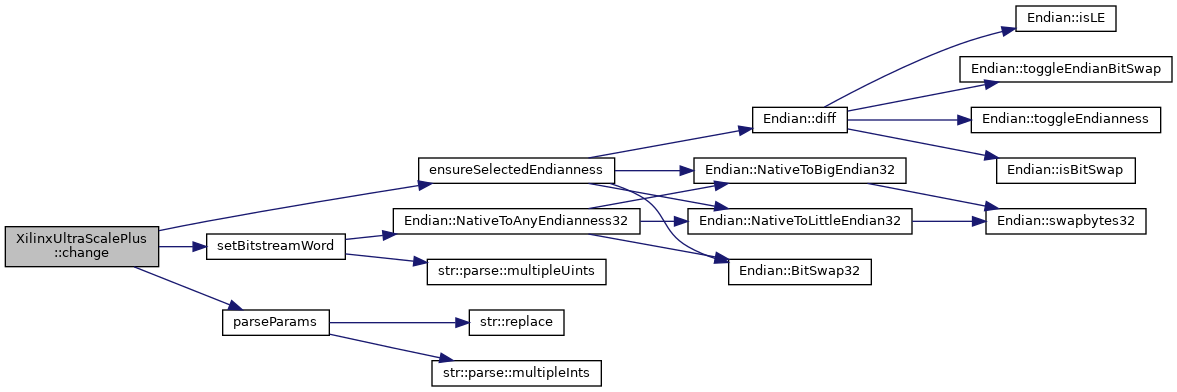 Endian::isLE
Endian::toggleEndianBitSwap
Endian::diff
Endian::toggleEndianness
ensureSelectedEndianness
Endian::NativeToBigEndian32
Endian::isBitSwap
Endian::NativeToAnyEndianness32
Endian::NativeToLittleEndian32
Endian::swapbytes32
XilinxUltraScalePlus
::change
setBitstreamWord
str::parse::multipleUints
Endian::BitSwap32
parseParams
str::replace
str::parse::multipleInts